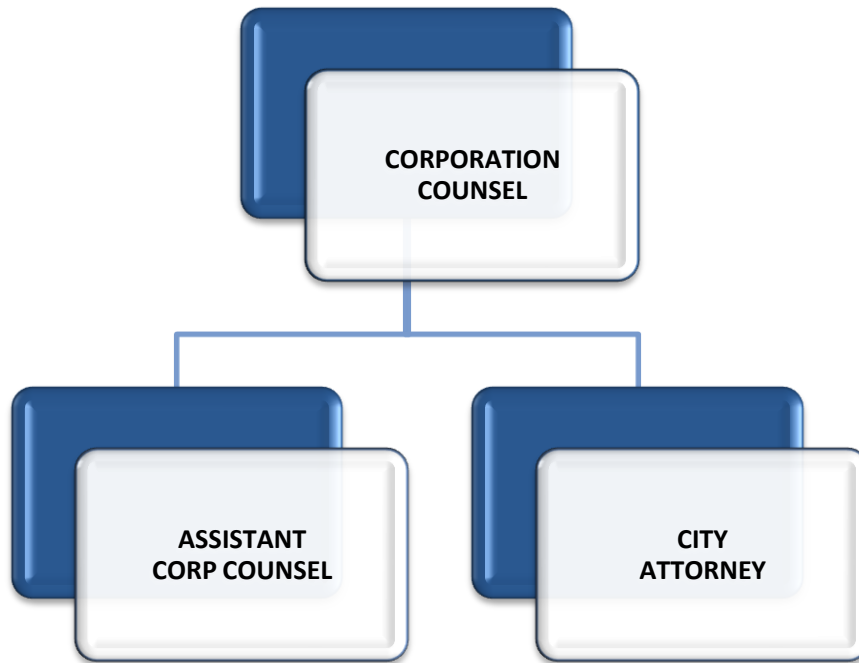 CORPORATION
COUNSEL
ASSISTANT
CORP COUNSEL
CITY
ATTORNEY